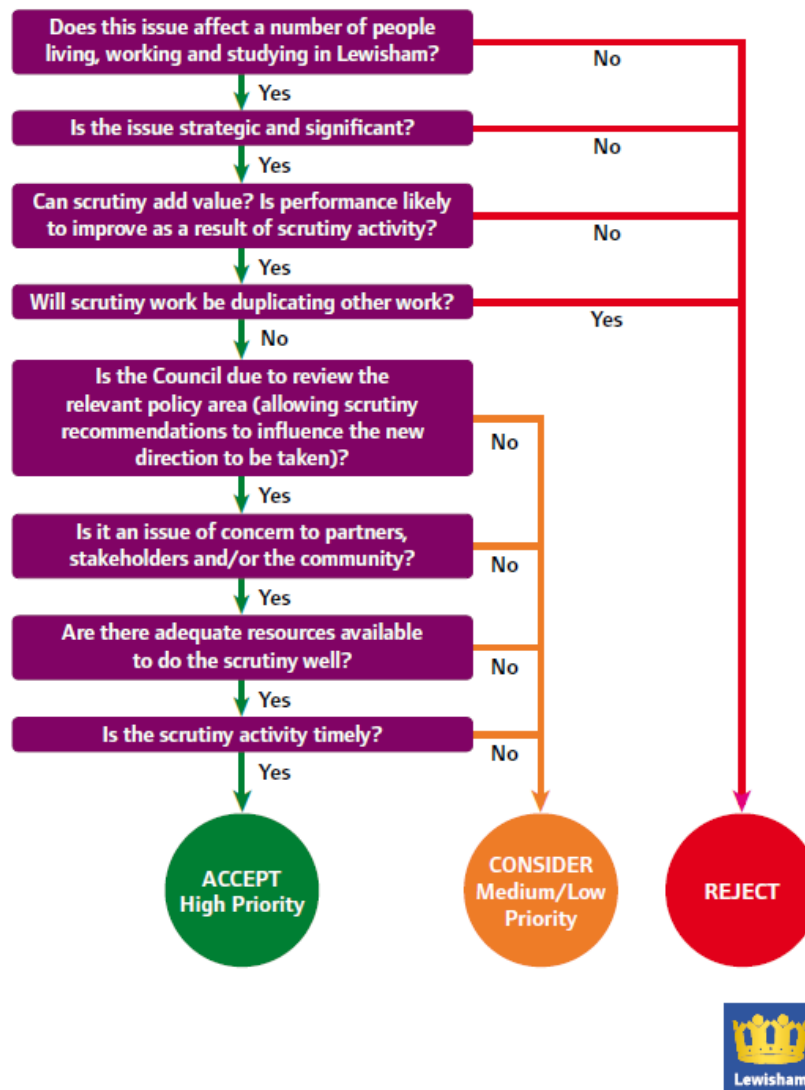 Does this issue affect a number of people
living, working and studying in Lewisham?
No
Yes
Is the issue strategic and significant?
No
Yes
Can scrutiny add value? Is performance likely
to improve as a result of scrutiny activity?
No
Yes
Will scrutiny work be duplicating other work?
Yes
No
Is the Council due to review the
relevant policy area (allowing scrutiny
recommendations to influence the new
direction to be taken)?
No
Yes
Is it an issue of concern to partners,
stakeholders and/or the community?
No
Yes
Are there adequate resources available
to do the scrutiny well?
No
Yes
Is the scrutiny activity timely?
No
Yes
ACCEPT
High Priority
CONSIDER
Medium/Low
Priority
REJECT
Lewisham